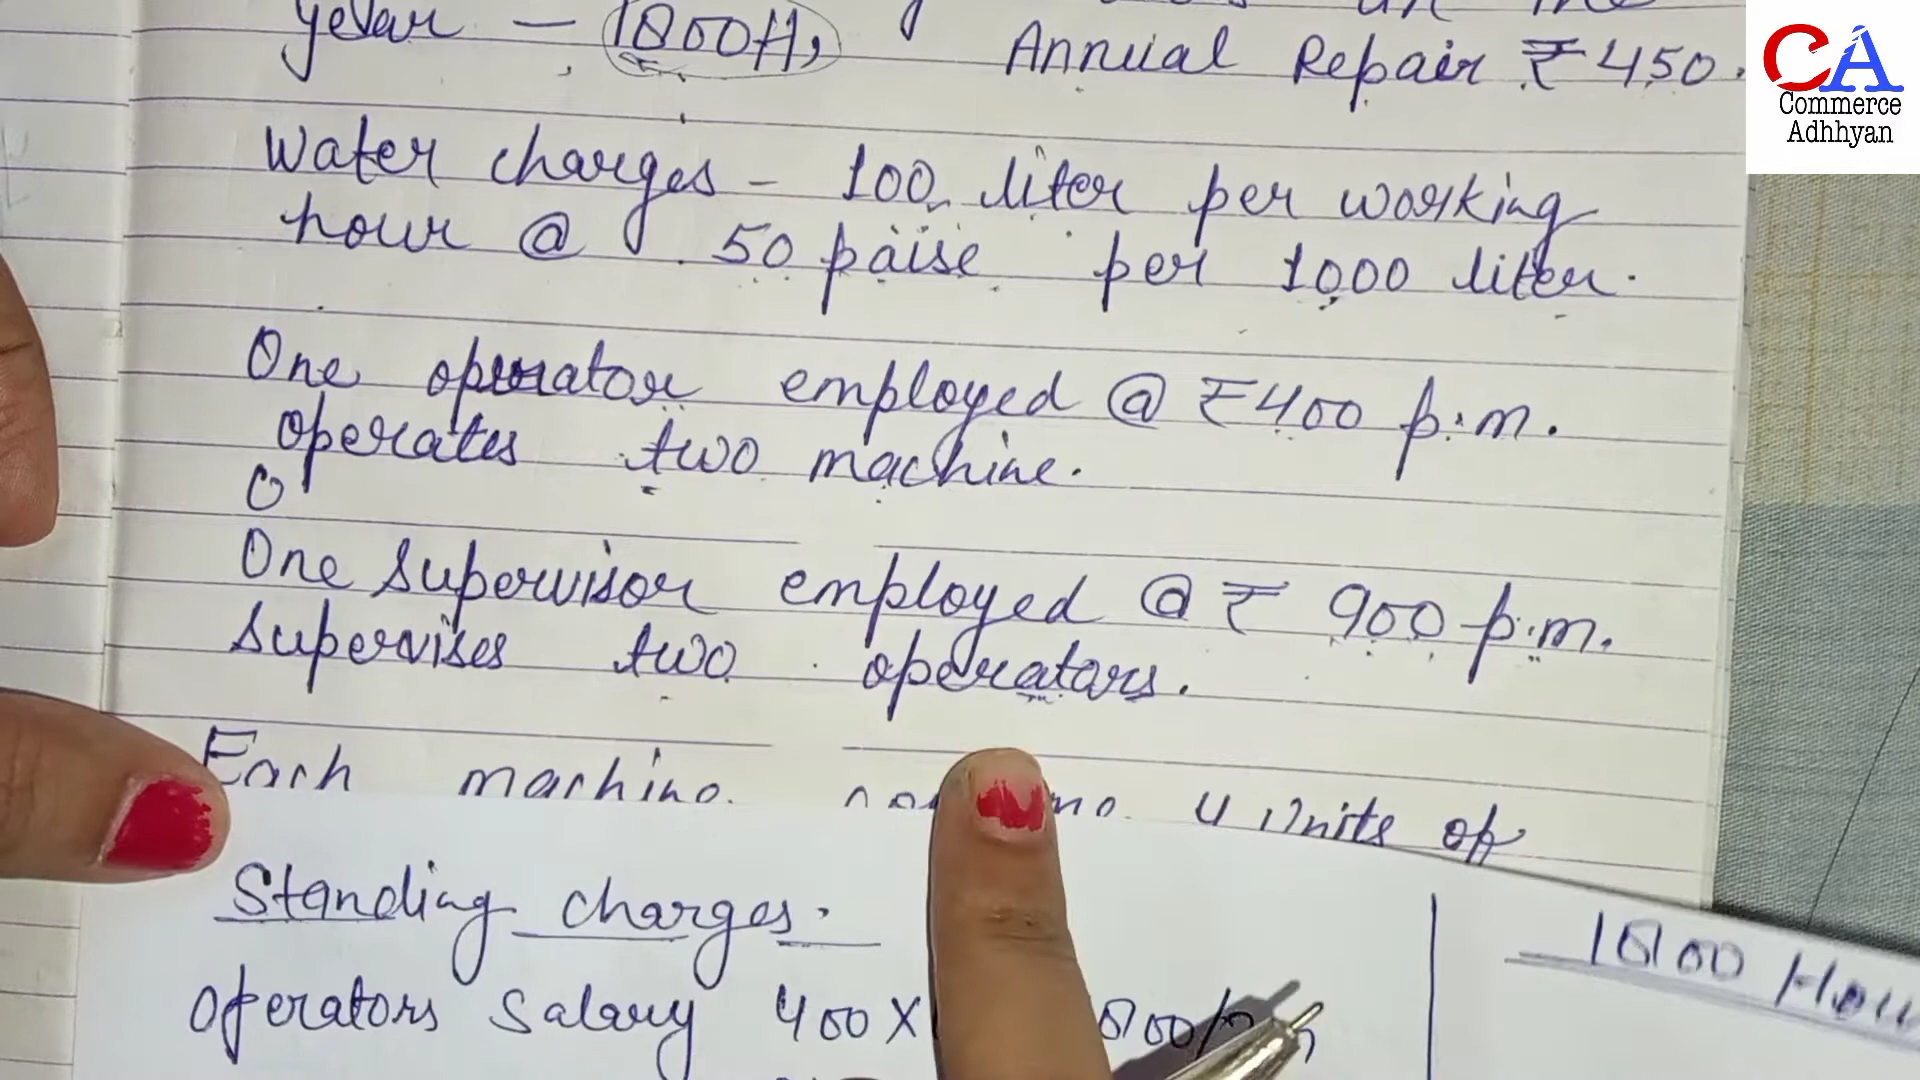 year - 1800H,
Annual Repair ₹ 450.
CA
Commerce
Adhhyan
Water charges - 100 liter per working
hour @ 50 paise per 1000 liter.
One operator employed @ ₹400 p.m.
operates two machine.
One supervisor employed @ ₹ 900 p.m.
supervises two operators.
Each machine 4 units of
Standing charges.
1800
Operators salary 400X